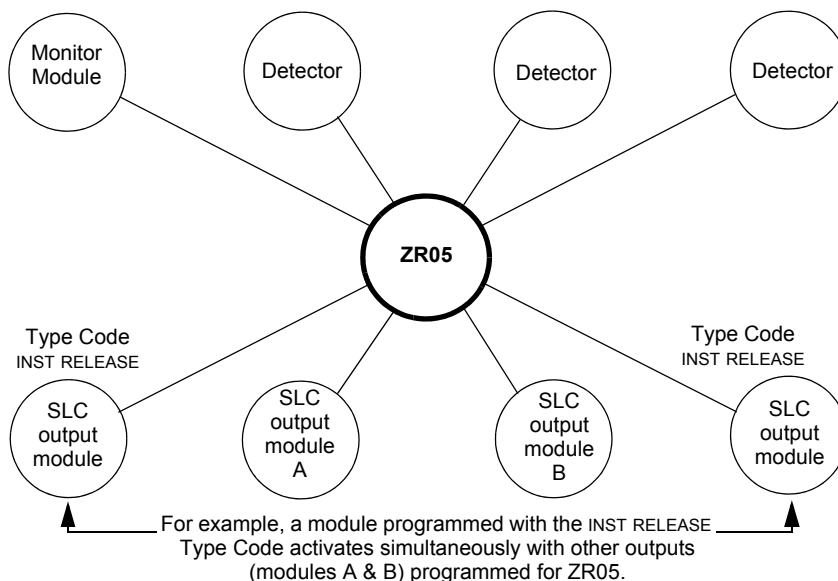 Monitor
Module
Detector
Detector
Detector
ZR05
Type Code
INST RELEASE
Type Code
INST RELEASE
SLC
output
module
SLC
output
module
A
SLC
output
module
B
SLC
output
module
For example, a module programmed with the INST RELEASE
Type Code activates simultaneously with other outputs
(modules A & B) programmed for ZR05.